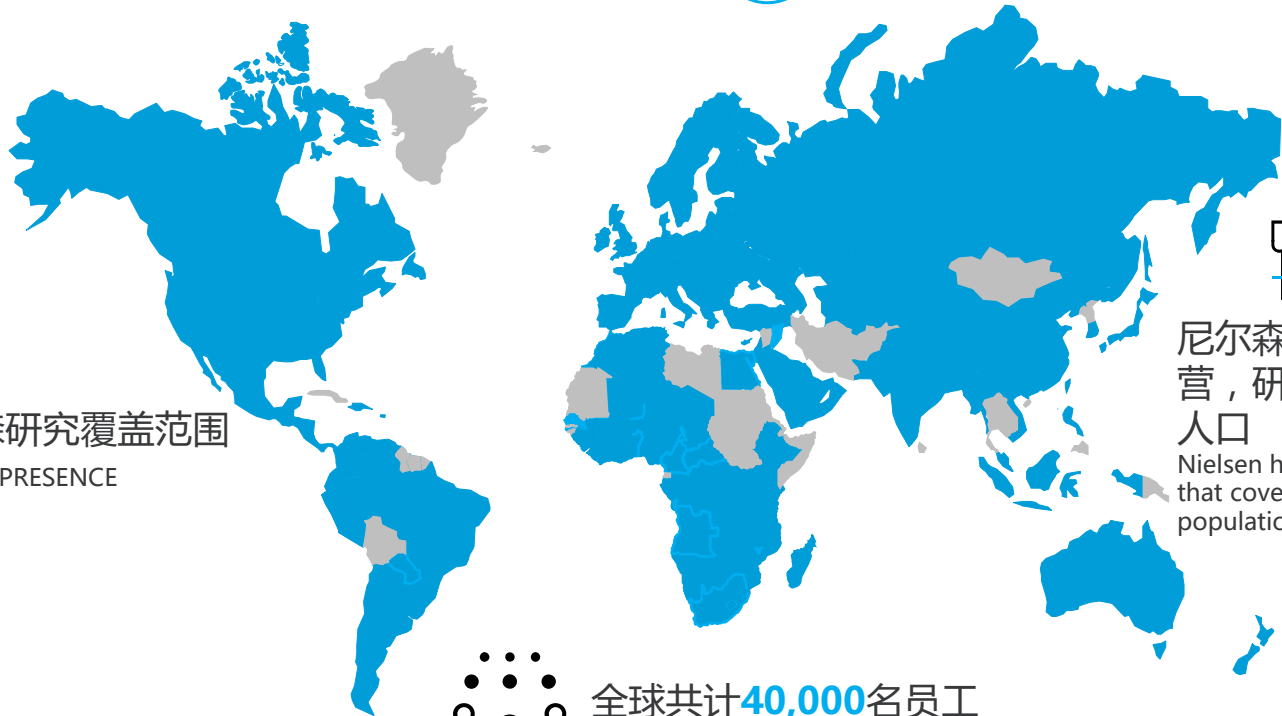 研究覆盖范围
PRESENCE
尼尔森
营，研
人口
Nielsen h
that cove
populatio
全球共计40,000名员工